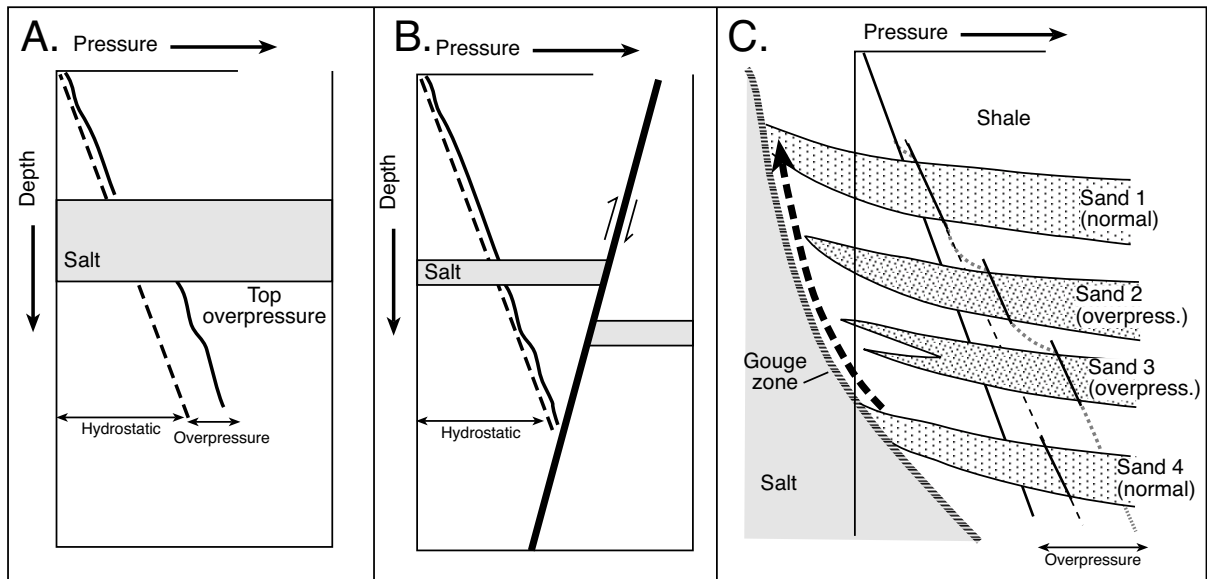 A.
Pressure
Depth
Salt
Top
overpressure
Hydrostatic
Overpressure
B.
Pressure
Depth
Salt
Hydrostatic
C.
Pressure
Shale
Sand 1
(normal)
Sand 2
(overpress.)
Sand 3
(overpress.)
Gouge
zone
Sand 4
(normal)
Salt
Overpressure